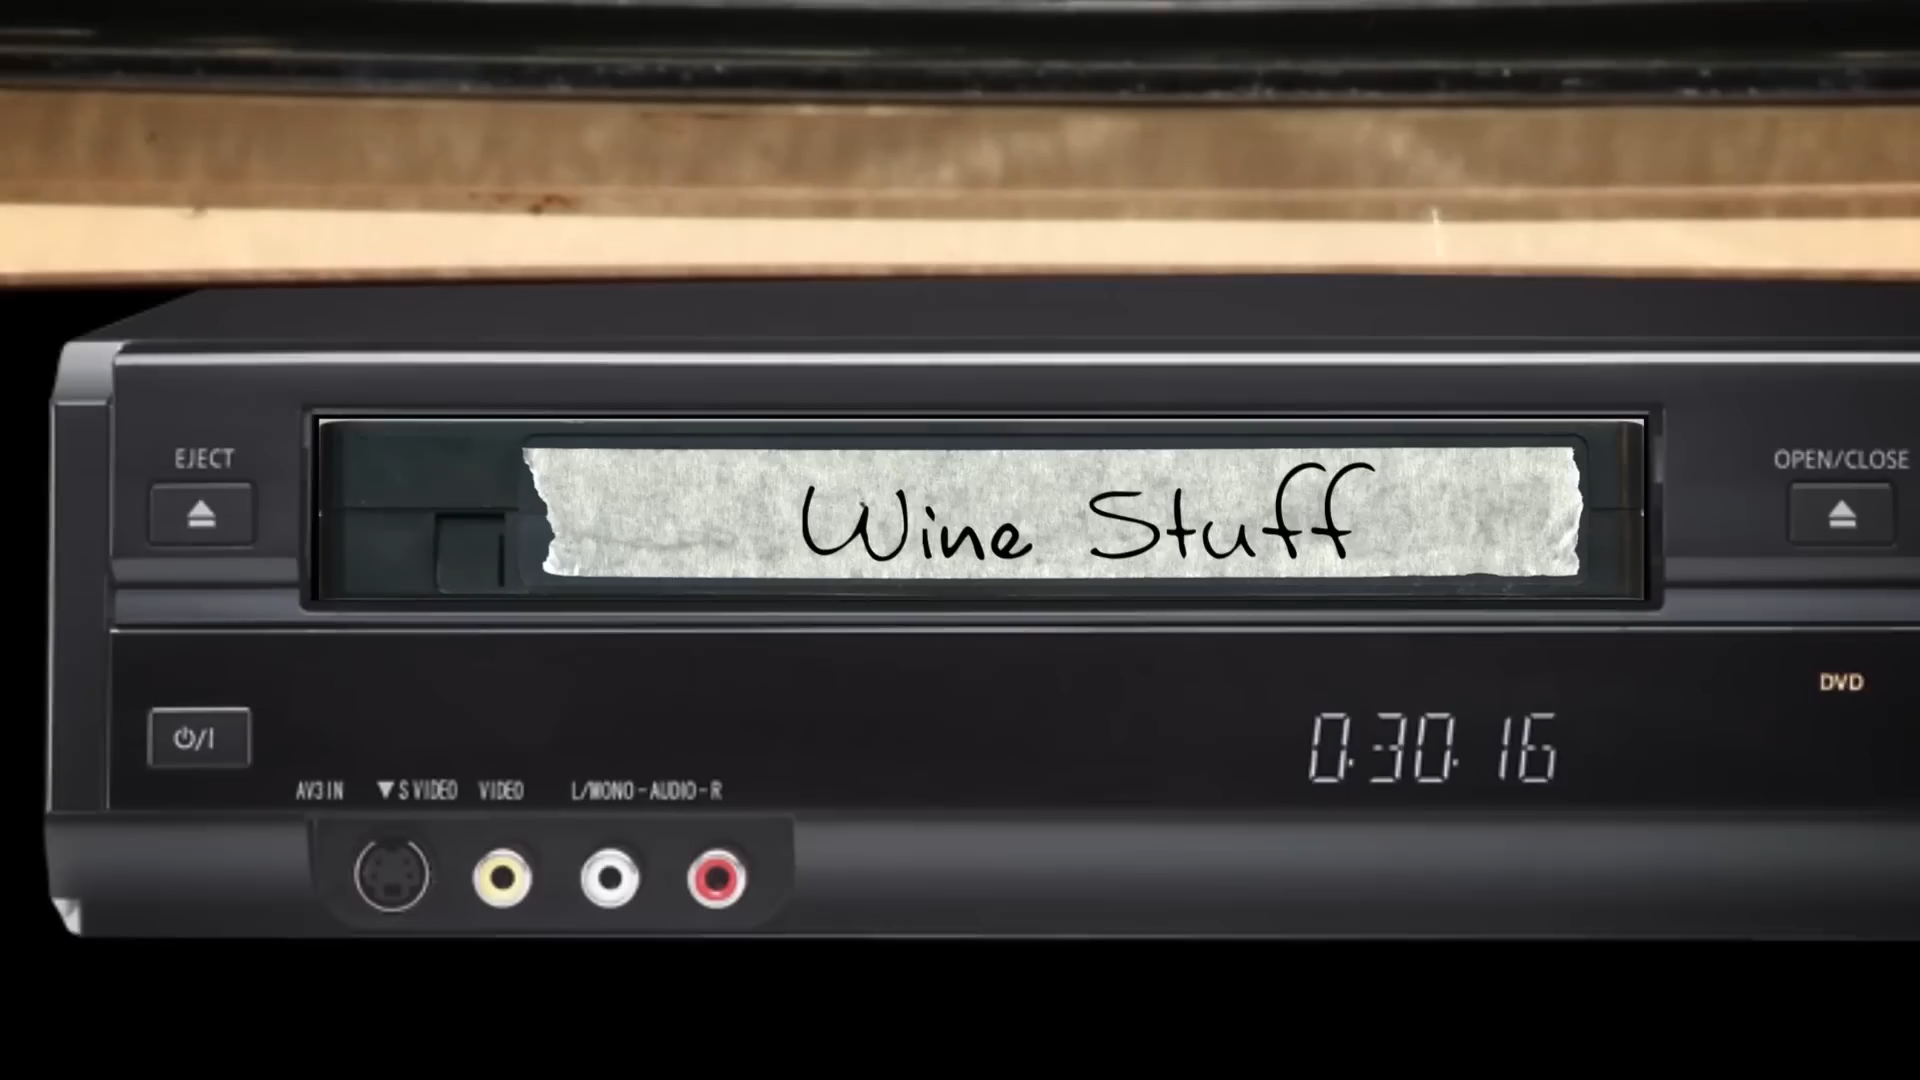 EJECT
Wine Stuff
OPEN/CLOSE
DVD
0:30:16
AV3 IN ▼S VIDEO VIDEO L/MONO-AUDIO-R